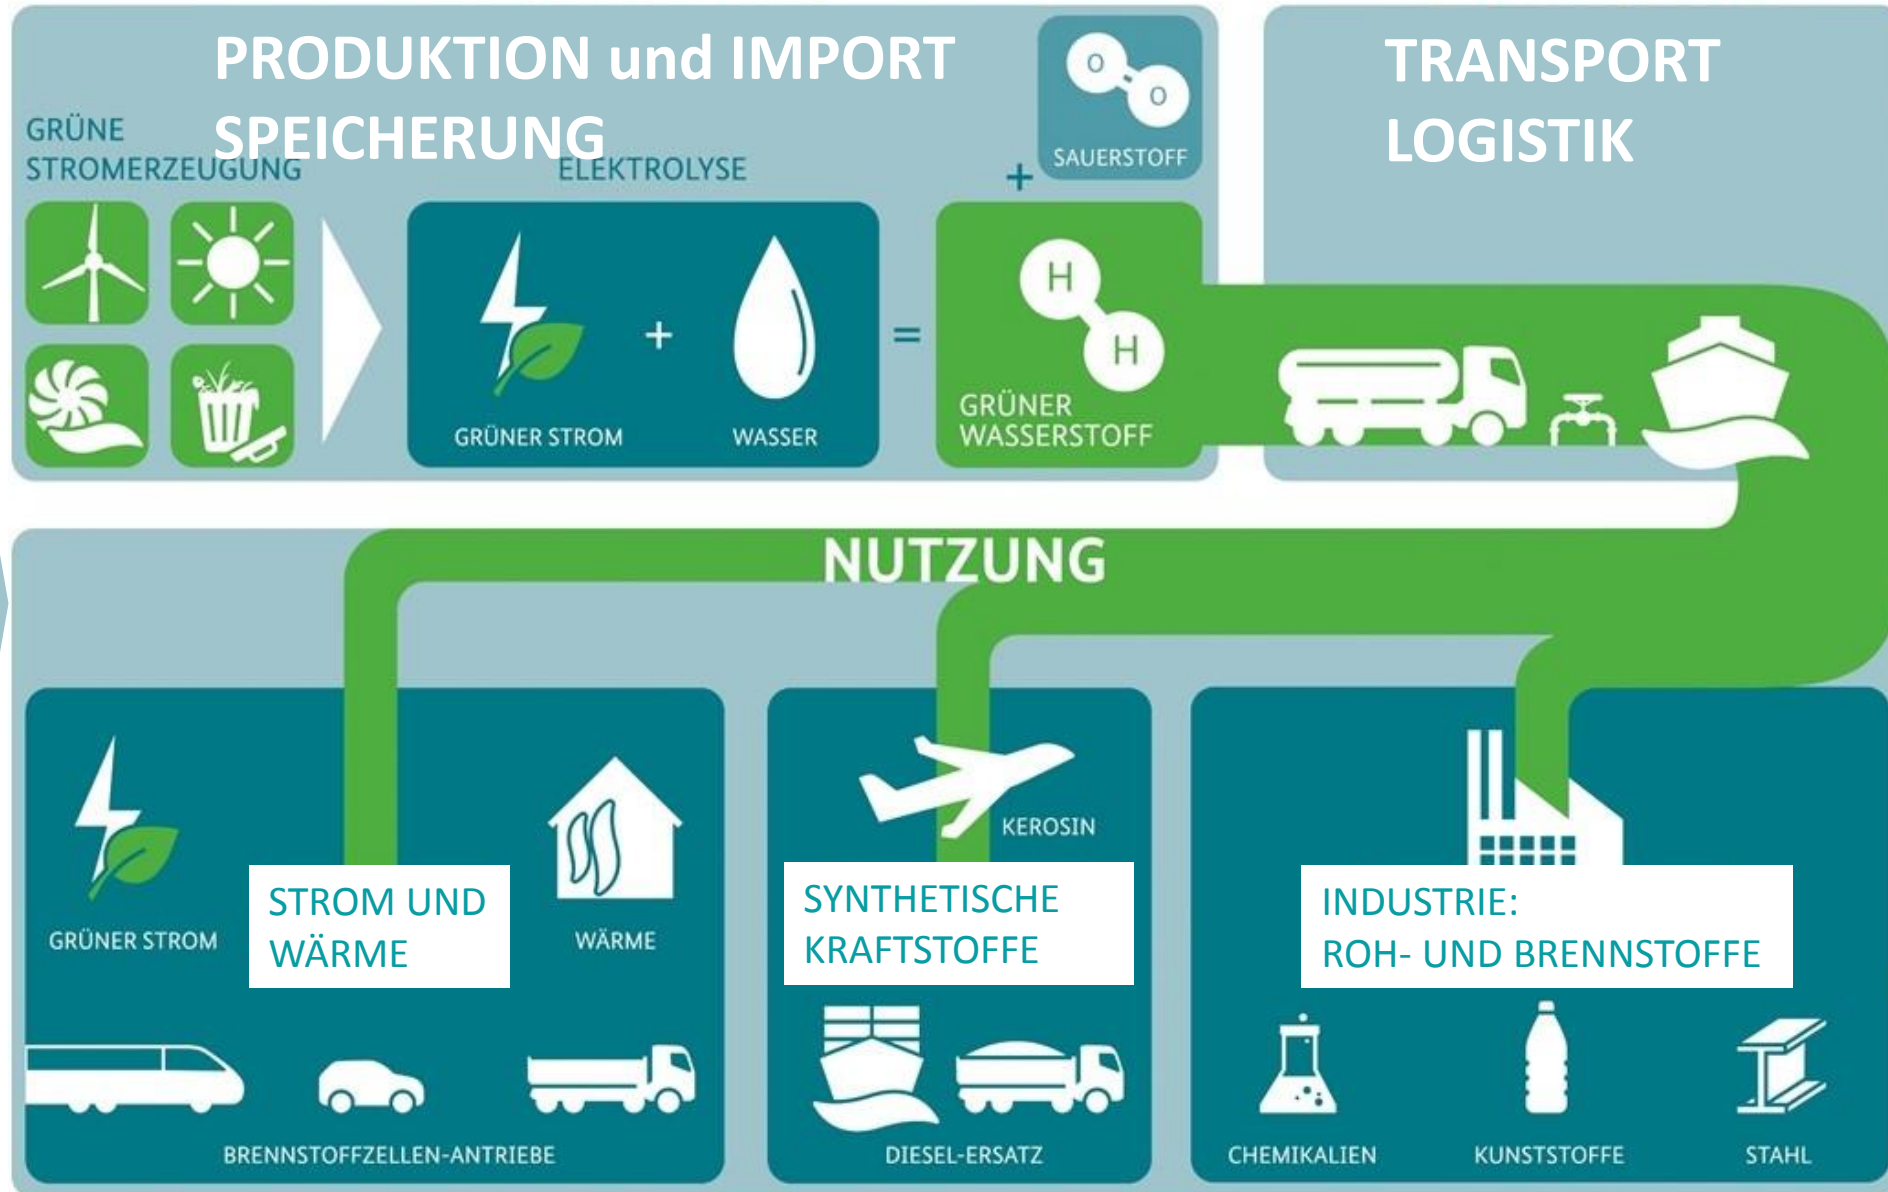 PRODUKTION und IMPORT
SPEICHERUNG
GRÜNE
STROMERZEUGUNG
ELEKTROLYSE
+
O
O
SAUERSTOFF
GRÜNER STROM
+
WASSER
=
H
H
GRÜNER
WASSERSTOFF
TRANSPORT
LOGISTIK
NUTZUNG
GRÜNER STROM
STROM UND
WÄRME
WÄRME
BRENNSTOFFZELLEN-ANTRIEBE
KEROSIN
SYNTHETISCHE
KRAFTSTOFFE
DIESEL-ERSATZ
INDUSTRIE:
ROH- UND BRENNSTOFFE
CHEMIKALIEN
KUNSTSTOFFE
STAHL